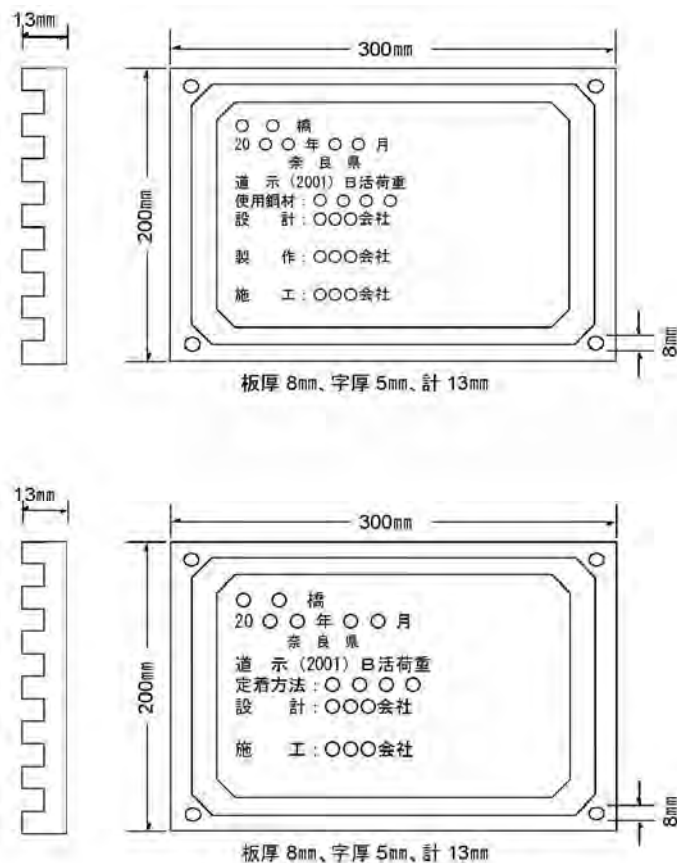 13mm
300mm
200mm
○ ○ 橋
20 ○ ○ 年 ○ ○ 月
奈 良 県
道 示 (2001) B活荷重
使用鋼材：○ ○ ○ ○
設 計：○○○会社
製 作：○○○会社
施 工：○○○会社
8mm
板厚 8mm、字厚 5mm、計 13mm
13mm
300mm
200mm
○ ○ 橋
20 ○ ○ 年 ○ ○ 月
奈 良 県
道 示 (2001) B活荷重
定着方法：○ ○ ○ ○
設 計：○○○会社
施 工：○○○会社
8mm
板厚 8mm、字厚 5mm、計 13mm